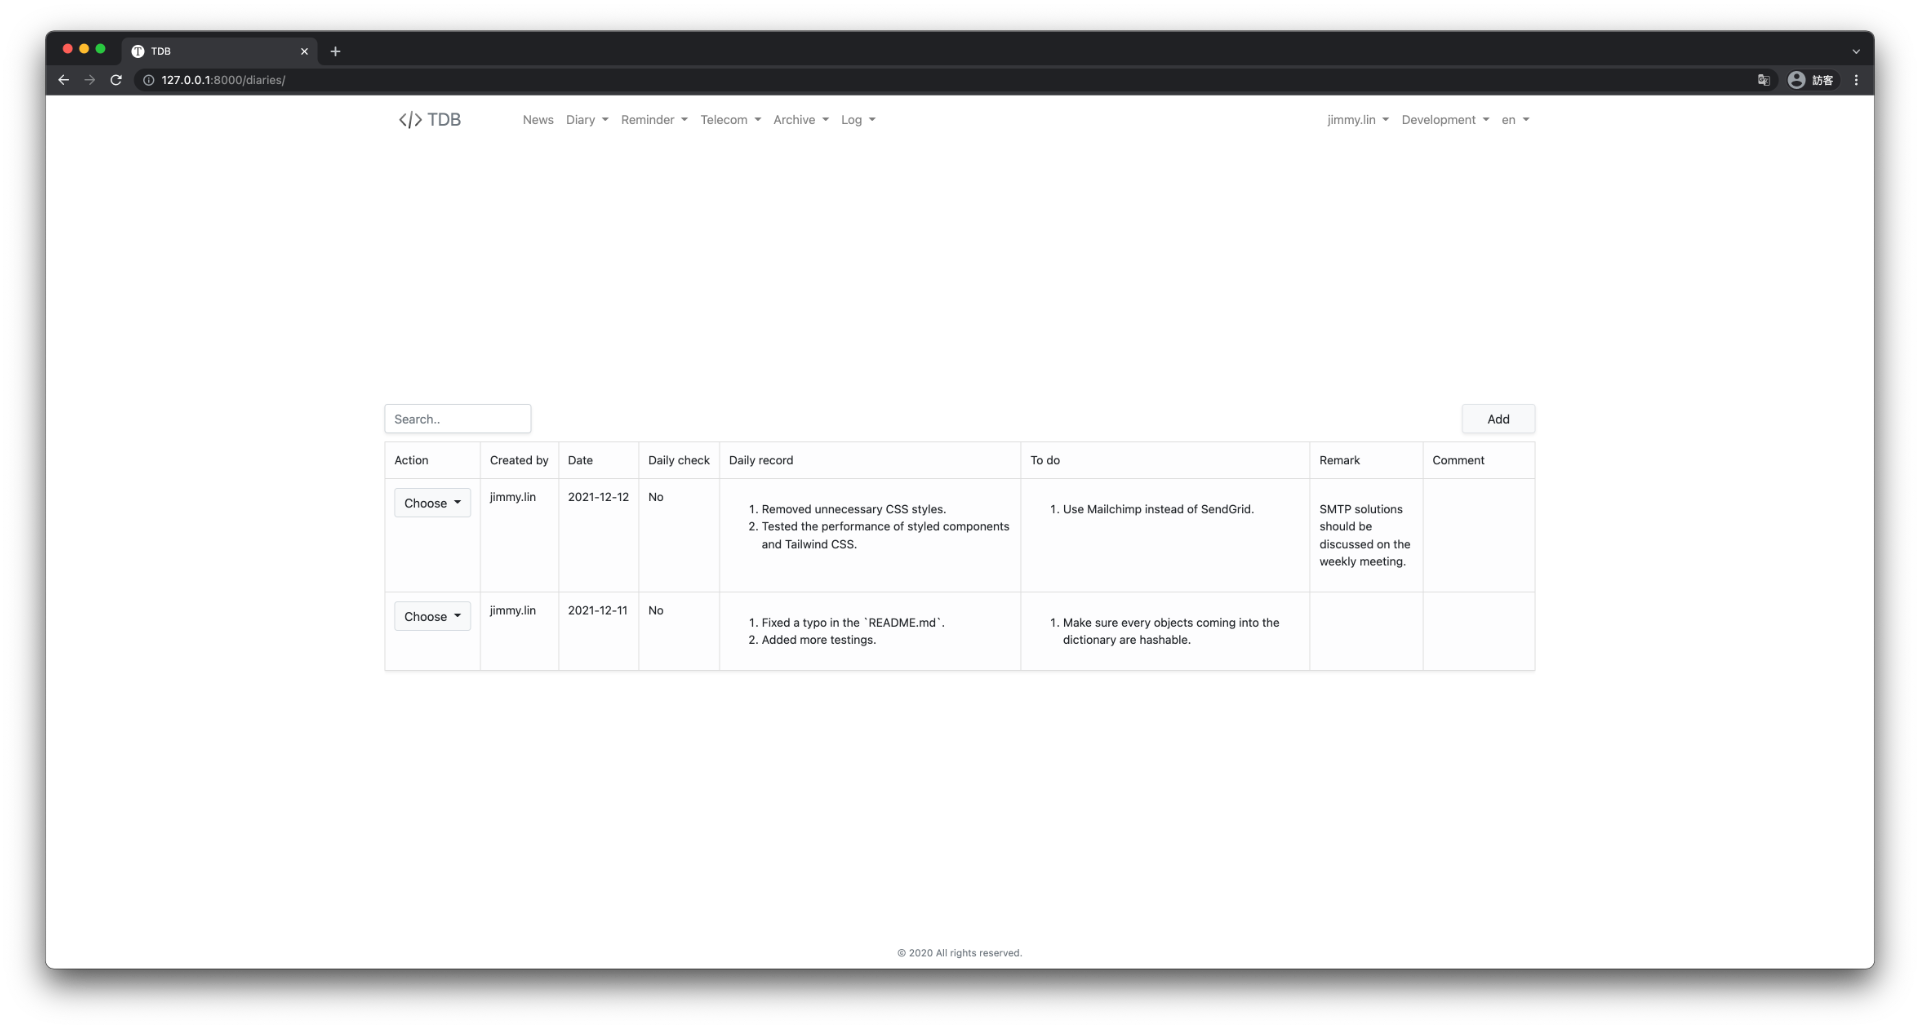 TDB
127.0.0.1:8000/diaries/
訪客
</> TDB
News Diary Reminder Telecom Archive Log
jimmy.lin Development en
Search..
Add
Action Created by Date Daily check Daily record To do Remark Comment
Choose jimmy.lin 2021-12-12 No
1. Removed unnecessary CSS styles.
2. Tested the performance of styled components
and Tailwind CSS.
1. Use Mailchimp instead of SendGrid.
SMTP solutions
should be
discussed on the
weekly meeting.
Choose jimmy.lin 2021-12-11 No
1. Fixed a typo in the `README.md`.
2. Added more testings.
1. Make sure every objects coming into the
dictionary are hashable.
© 2020 All rights reserved.